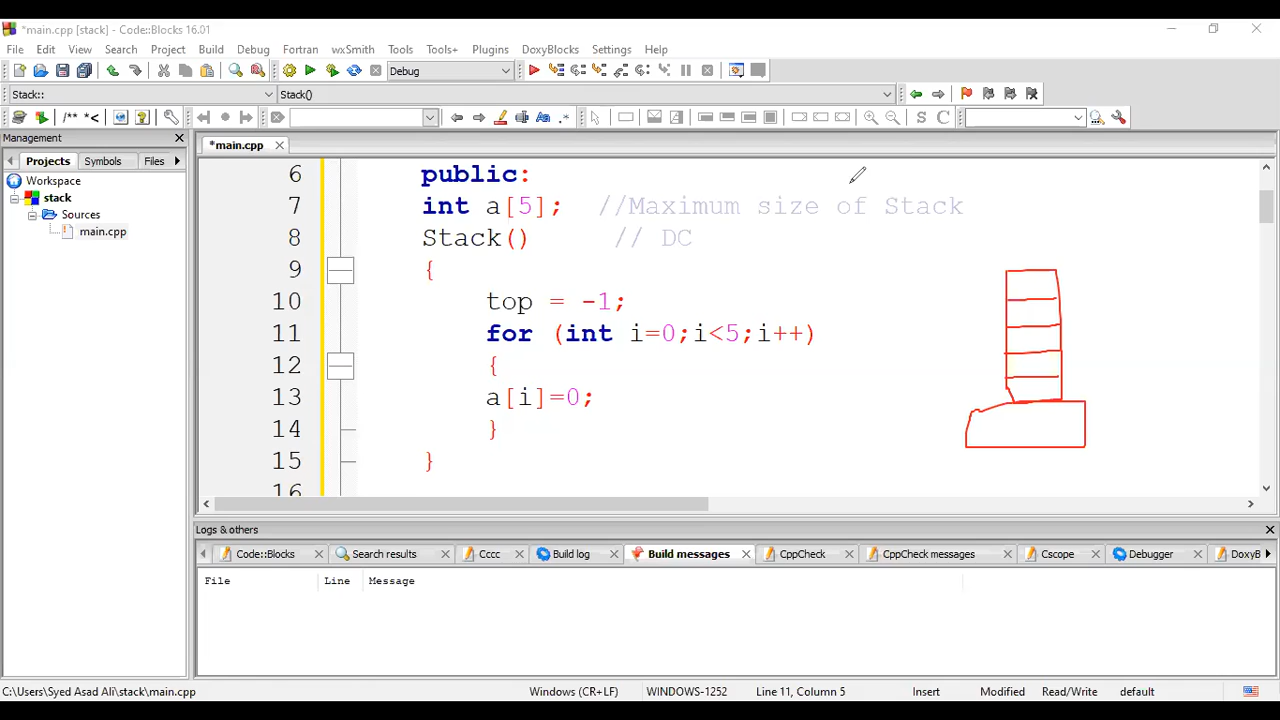 *main.cpp [stack] - Code::Blocks 16.01
File Edit View Search Project Build Debug Fortran wxSmith Tools Tools+ Plugins DoxyBlocks Settings Help
Debug
Stack:: Stack()
/** *< .* S C
Management
*main.cpp
Projects Symbols Files
Workspace
stack
Sources
main.cpp
6 public:
7 int a[5]; //Maximum size of Stack
8 Stack() // DC
9 {
10 top = -1;
11 for (int i=0;i<5;i++)
12 {
13 a[i]=0;
14 }
15 }
16
Logs & others
Code::Blocks Search results Cccc Build log Build messages CppCheck CppCheck messages Cscope Debugger DoxyB
File Line Message
C:\Users\Syed Asad Ali\stack\main.cpp Windows (CR+LF) WINDOWS-1252 Line 11, Column 5 Insert Modified Read/Write default